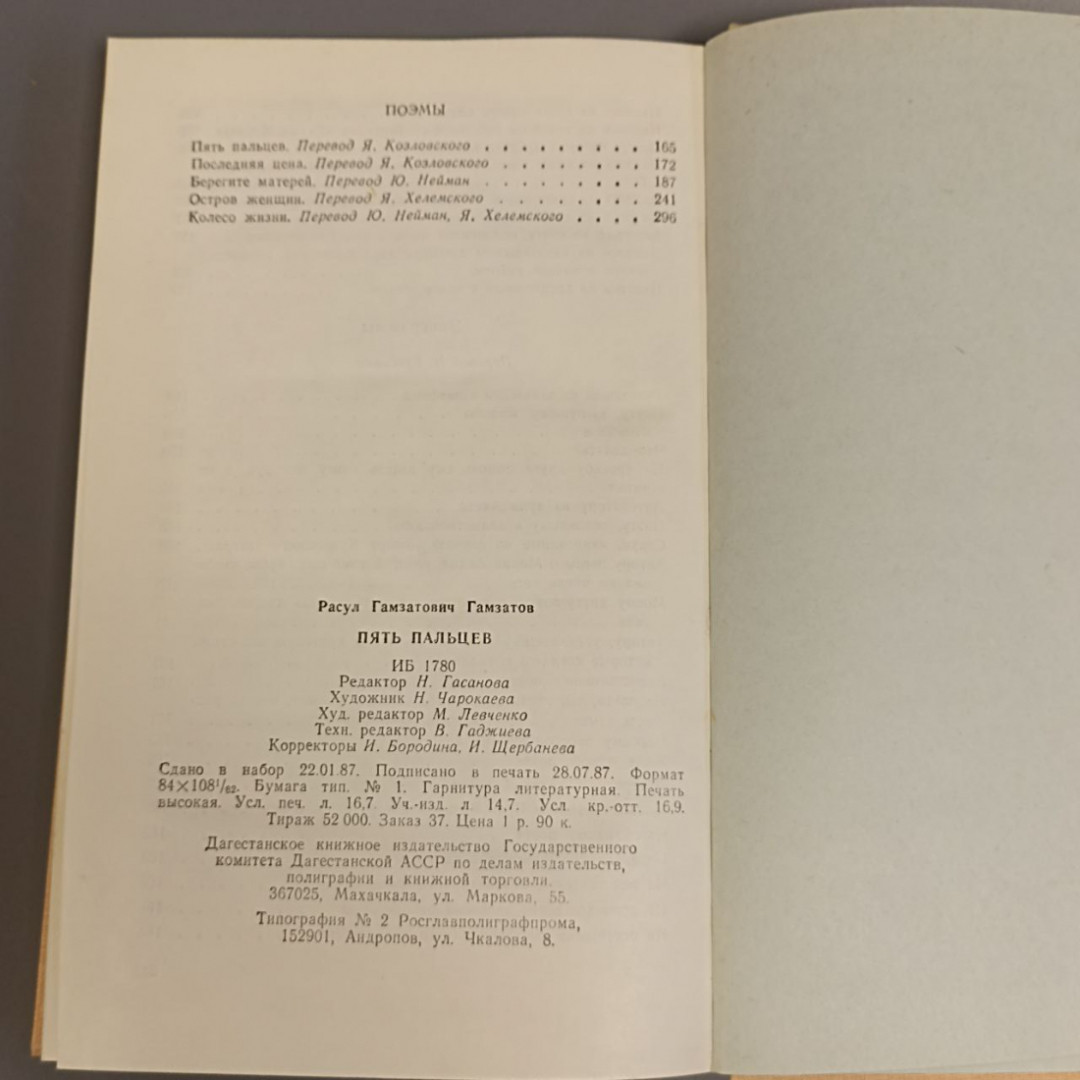 ПОЭМЫ
Пять пальцев. Перевод Я. Козловского . . . . . . . . . 165
Последняя цена. Перевод Я. Козловского . . . . . . . . 172
Берегите матерей. Перевод Ю. Нейман . . . . . . . . . 187
Остров женщин. Перевод Я. Хелемского . . . . . . . . 241
Колесо жизни. Перевод Ю. Нейман, Я. Хелемского . . . . 296
Расул Гамзатович Гамзатов
ПЯТЬ ПАЛЬЦЕВ
ИБ 1780
Редактор Н. Гасанова
Художник Н. Чарокаева
Худ. редактор М. Левченко
Техн. редактор В. Гаджиева
Корректоры И. Бородина, И. Щербанева
Сдано в набор 22.01.87. Подписано в печать 28.07.87. Формат
84×108¹/₈₂. Бумага тип. № 1. Гарнитура литературная. Печать
высокая. Усл. печ. л. 16,7. Уч.-изд. л 14,7. Усл. кр.-отт. 16,9.
Тираж 52 000. Заказ 37. Цена 1 р. 90 к.
Дагестанское книжное издательство Государственного
комитета Дагестанской АССР по делам издательств,
полиграфии и книжной торговли.
367025, Махачкала, ул. Маркова, 55.
Типография № 2 Росглавполиграфпрома,
152901, Андропов, ул. Чкалова, 8.